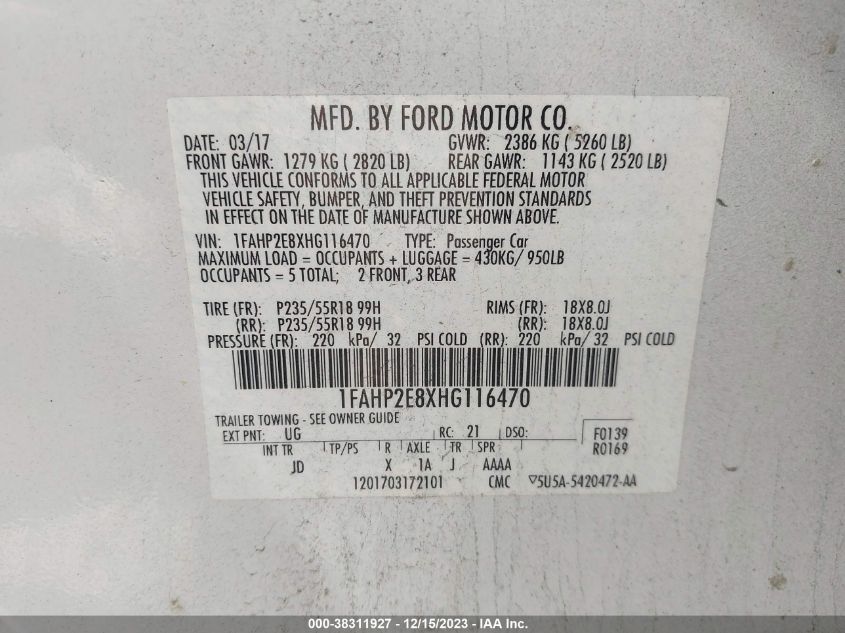 MFD. BY FORD MOTOR CO.
DATE: 03/17 GVWR: 2386 KG ( 5260 LB)
FRONT GAWR: 1279 KG ( 2820 LB) REAR GAWR: 1143 KG ( 2520 LB)
THIS VEHICLE CONFORMS TO ALL APPLICABLE FEDERAL MOTOR
VEHICLE SAFETY, BUMPER, AND THEFT PREVENTION STANDARDS
IN EFFECT ON THE DATE OF MANUFACTURE SHOWN ABOVE.
VIN: 1FAHP2E8XHG116470 TYPE: Passenger Car
MAXIMUM LOAD = OCCUPANTS + LUGGAGE = 430KG/ 950LB
OCCUPANTS = 5 TOTAL; 2 FRONT, 3 REAR
TIRE (FR): P235/55R18 99H RIMS (FR): 18X8.0J
(RR): P235/55R18 99H (RR): 18X8.0J
PRESSURE (FR): 220 kPa/ 32 PSI COLD (RR): 220 kPa/ 32 PSI COLD
1FAHP2E8XHG116470
TRAILER TOWING - SEE OWNER GUIDE
EXT PNT: UG RC: 21 DSO: F0139
INT TR TP/PS R AXLE TR SPR R0169
JD X 1A J AAAA
1201703172101 CMC ▽5U5A-5420472-AA
000-38311927 - 12/15/2023 - IAA Inc.